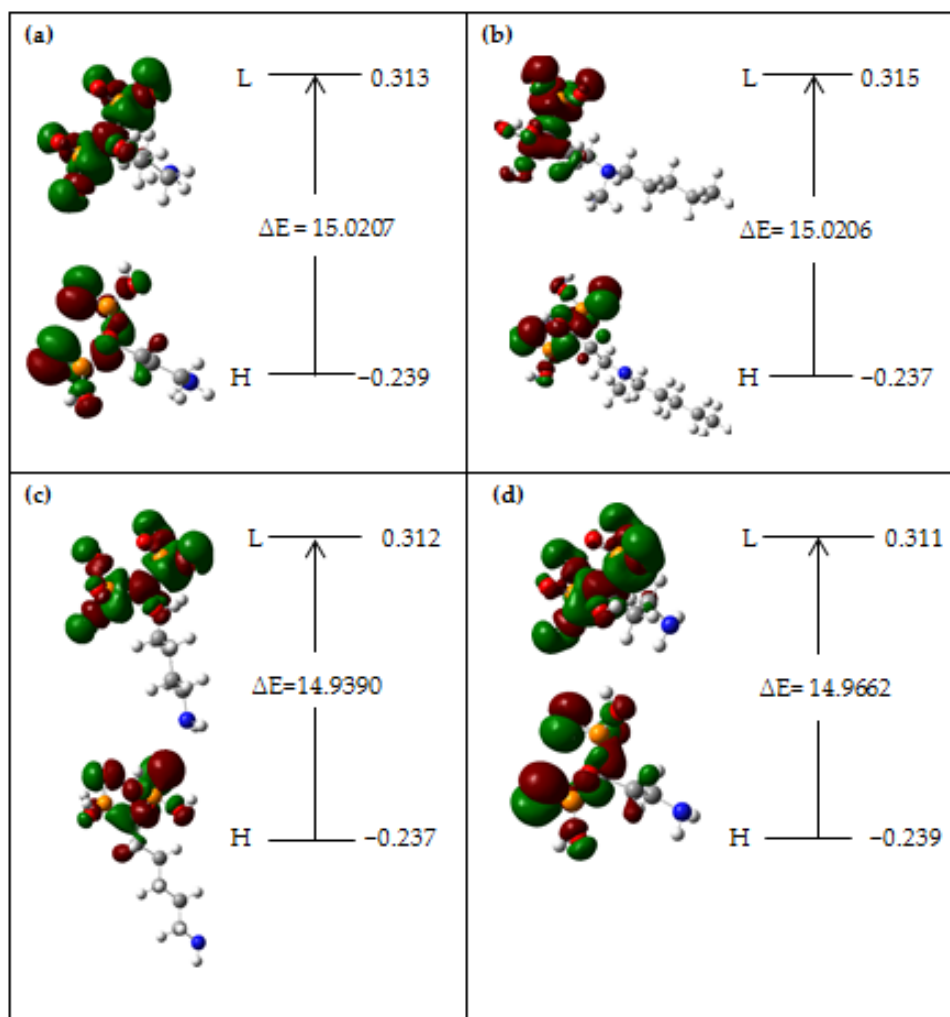 (a)
L 0.313
ΔE = 15.0207
H −0.239
(b)
L 0.315
ΔE= 15.0206
H −0.237
(c)
L 0.312
ΔE=14.9390
H −0.237
(d)
L 0.311
ΔE= 14.9662
H −0.239